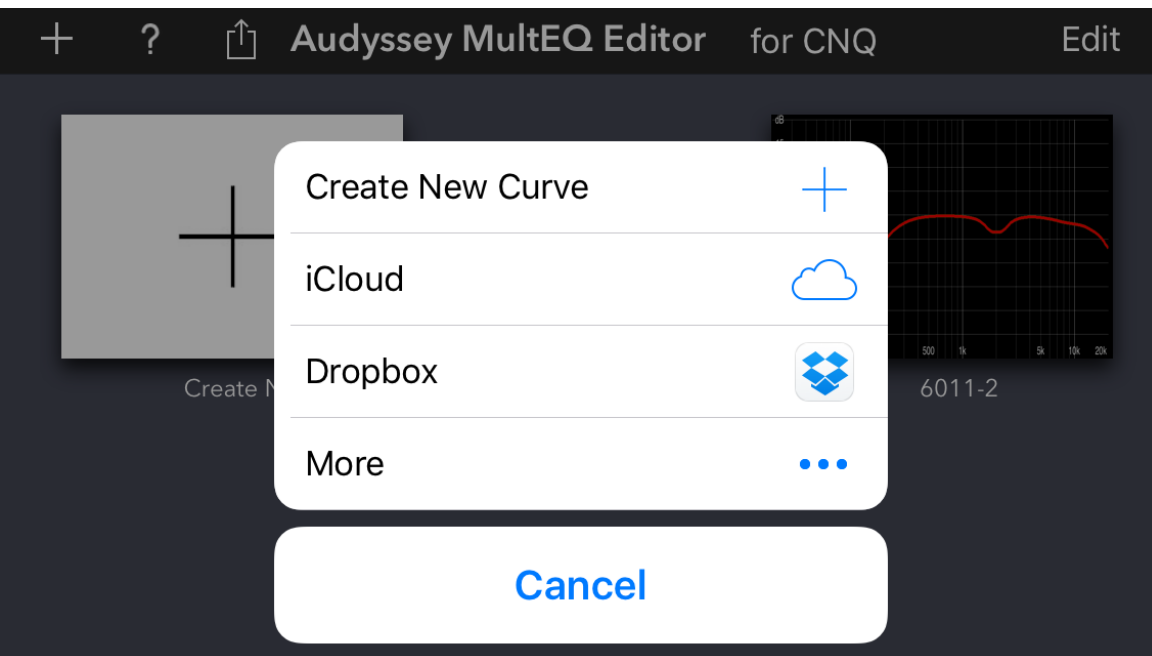 + ? Audyssey MultEQ Editor for CNQ Edit
dB
Create New Curve
iCloud
Dropbox
More
Cancel
500 1k 5k 10k 20k
Create N
6011-2